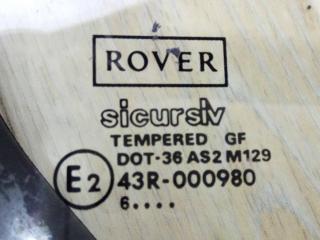 ROVER
sicursiv
TEMPERED GF
DOT-36 AS2 M129
E2 43R-000980
6....